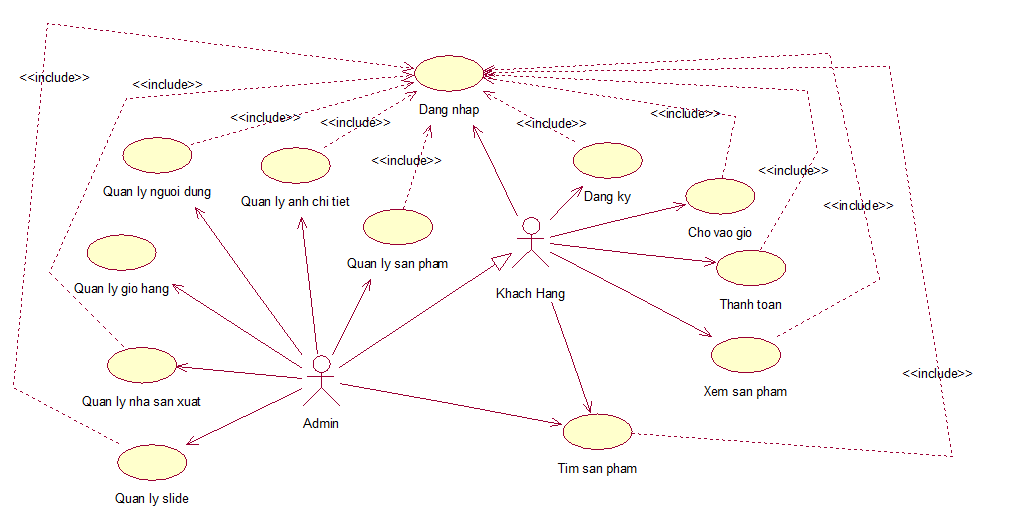 <<include>>
<<include>>
Dang nhap
<<include>>
<<include>>
<<include>>
<<include>>
<<include>>
<<include>>
Quan ly nguoi dung
Quan ly anh chi tiet
Dang ky
<<include>>
Cho vao gio
Quan ly san pham
Quan ly gio hang
Khach Hang
Thanh toan
<<include>>
Xem san pham
Quan ly nha san xuat
Admin
Tim san pham
Quan ly slide